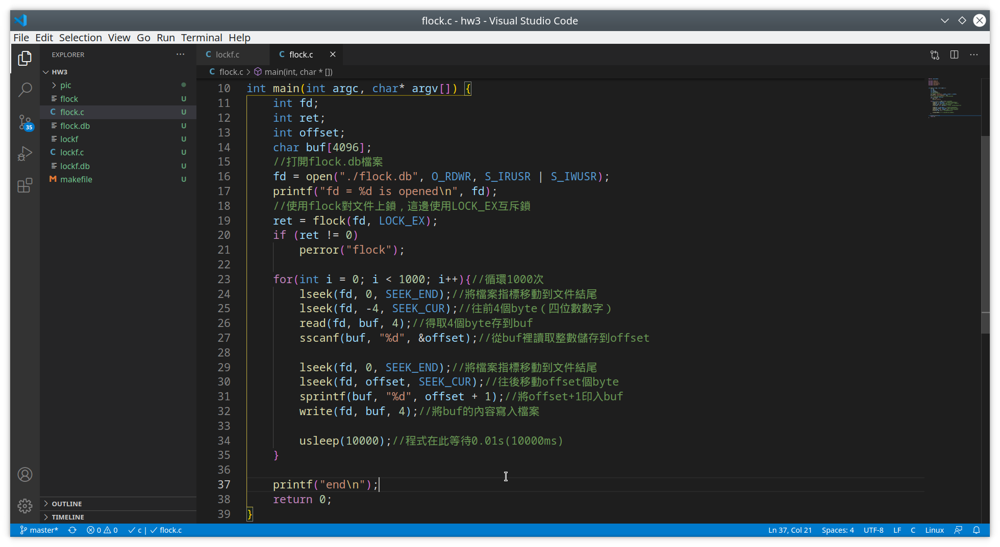 flock.c - hw3 - Visual Studio Code
File Edit Selection View Go Run Terminal Help
EXPLORER
HW3
pic
flock U
flock.c U
flock.db U
lockf U
lockf.c U
lockf.db U
makefile U
35
OUTLINE
TIMELINE
lockf.c flock.c
flock.c > main(int, char * [])
10 int main(int argc, char* argv[]) {
11 int fd;
12 int ret;
13 int offset;
14 char buf[4096];
15 //打開flock.db檔案
16 fd = open("./flock.db", O_RDWR, S_IRUSR | S_IWUSR);
17 printf("fd = %d is opened\n", fd);
18 //使用flock對文件上鎖，這邊使用LOCK_EX互斥鎖
19 ret = flock(fd, LOCK_EX);
20 if (ret != 0)
21 perror("flock");
22
23 for(int i = 0; i < 1000; i++){//循環1000次
24 lseek(fd, 0, SEEK_END);//將檔案指標移動到文件結尾
25 lseek(fd, -4, SEEK_CUR);//往前4個byte（四位數數字）
26 read(fd, buf, 4);//得取4個byte存到buf
27 sscanf(buf, "%d", &offset);//從buf裡讀取整數儲存到offset
28
29 lseek(fd, 0, SEEK_END);//將檔案指標移動到文件結尾
30 lseek(fd, offset, SEEK_CUR);//往後移動offset個byte
31 sprintf(buf, "%d", offset + 1);//將offset+1印入buf
32 write(fd, buf, 4);//將buf的內容寫入檔案
33
34 usleep(10000);//程式在此等待0.01s(10000ms)
35 }
36
37 printf("end\n");
38 return 0;
39 }
master* 0 0 c | flock.c Ln 37, Col 21 Spaces: 4 UTF-8 LF C Linux